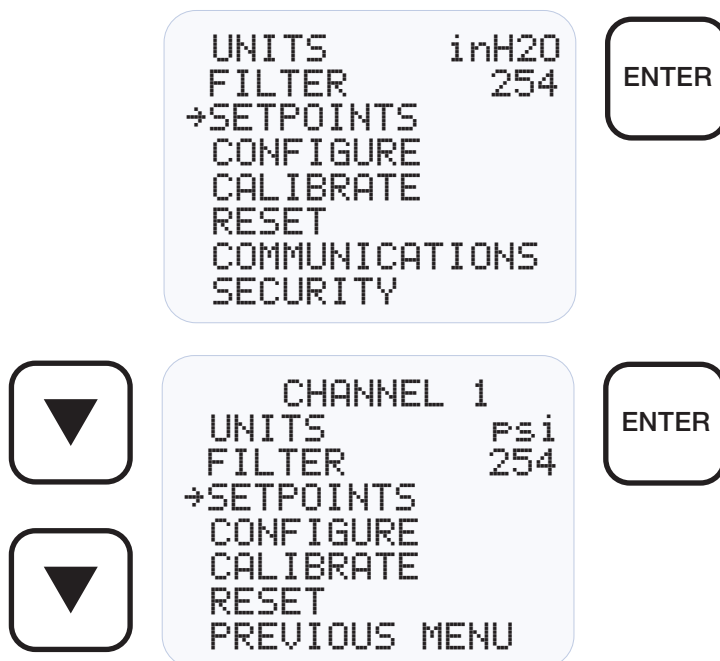 UNITS inH2O
FILTER 254
→SETPOINTS
CONFIGURE
CALIBRATE
RESET
COMMUNICATIONS
SECURITY
ENTER
CHANNEL 1
UNITS psi
FILTER 254
→SETPOINTS
CONFIGURE
CALIBRATE
RESET
PREVIOUS MENU
ENTER